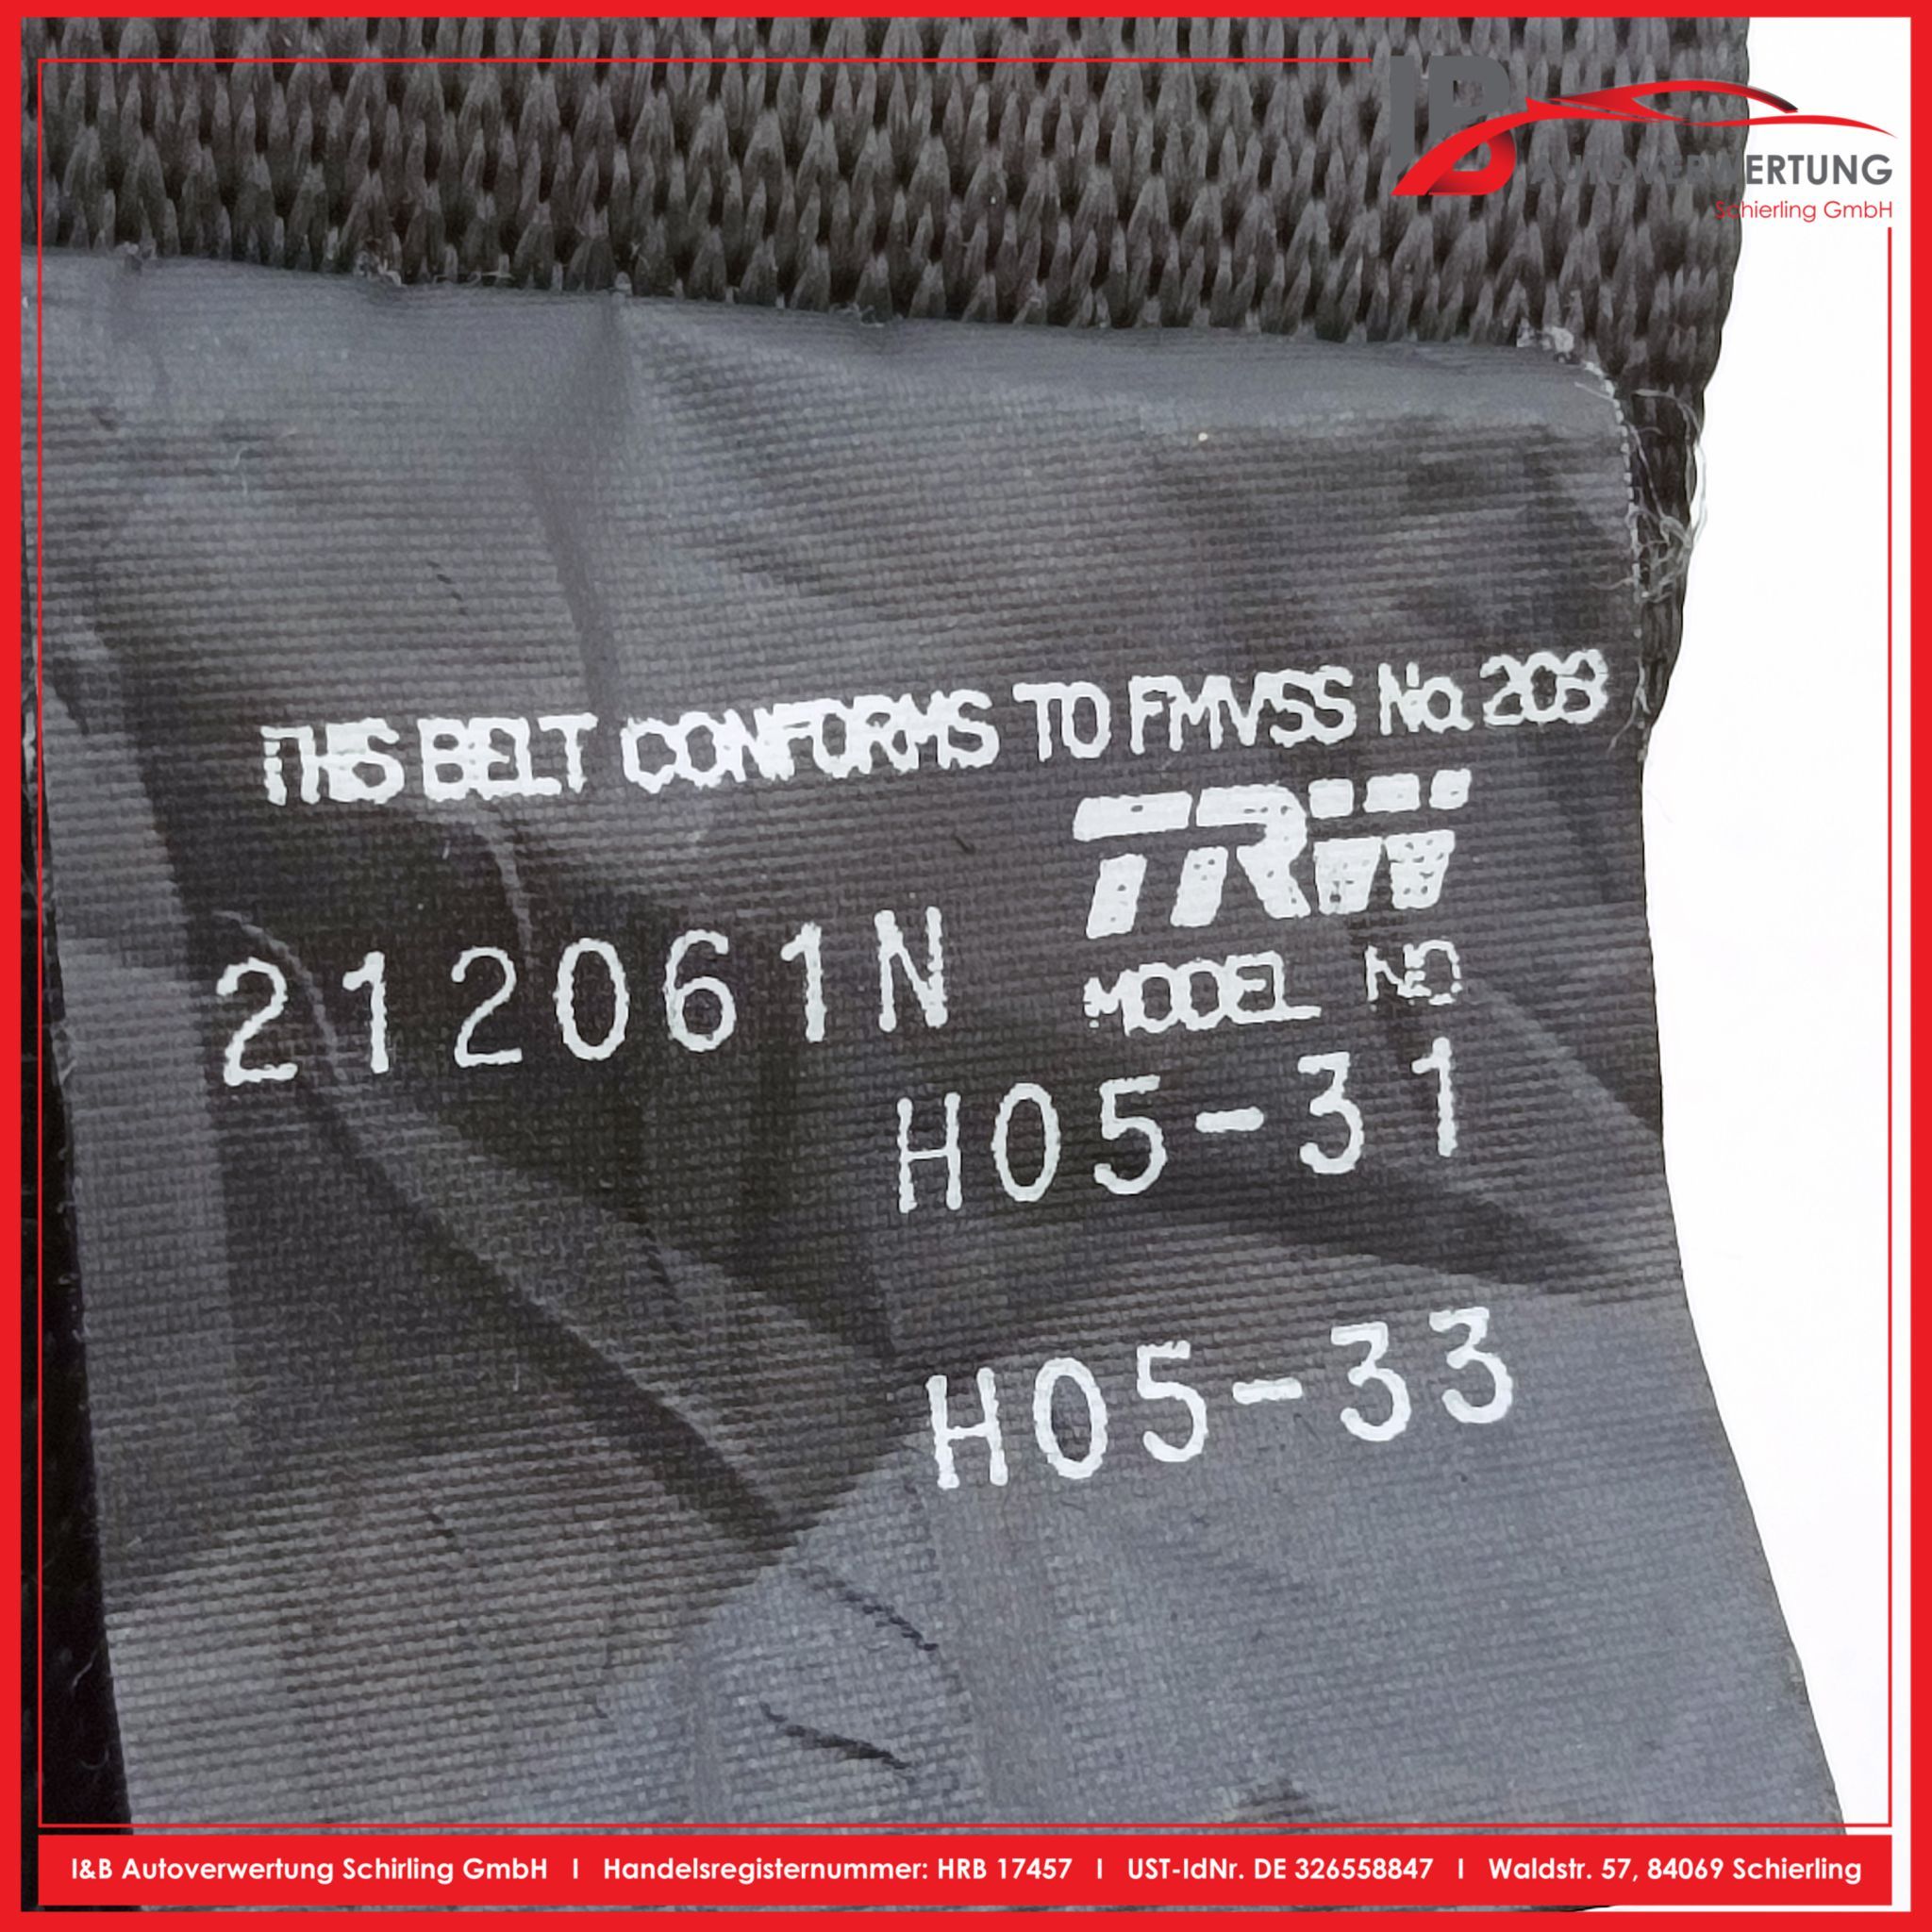 IB
AUTOVERWERTUNG
Schierling GmbH
THIS BELT CONFORMS TO FMVSS No. 208
TRW
212061N
MODEL NO
H05-31
H05-33
I&B Autoverwertung Schirling GmbH I Handelsregisternummer: HRB 17457 I UST-IdNr. DE 326558847 I Waldstr. 57, 84069 Schierling